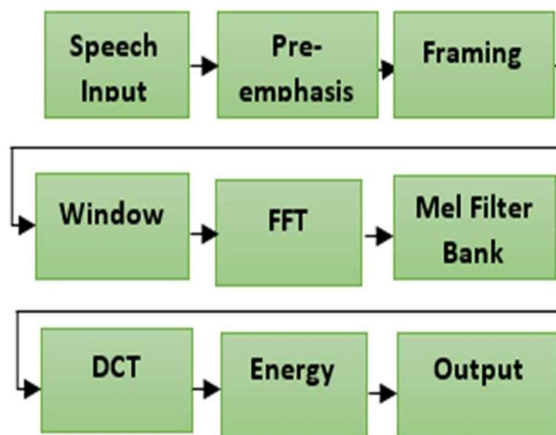 Speech
Input
Pre-
emphasis
Framing
Window
FFT
Mel Filter
Bank
DCT
Energy
Output